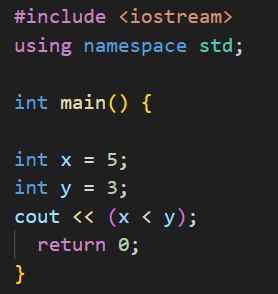 #include <iostream>
using namespace std;

int main() {

int x = 5;
int y = 3;
cout << (x < y);
  return 0;
}